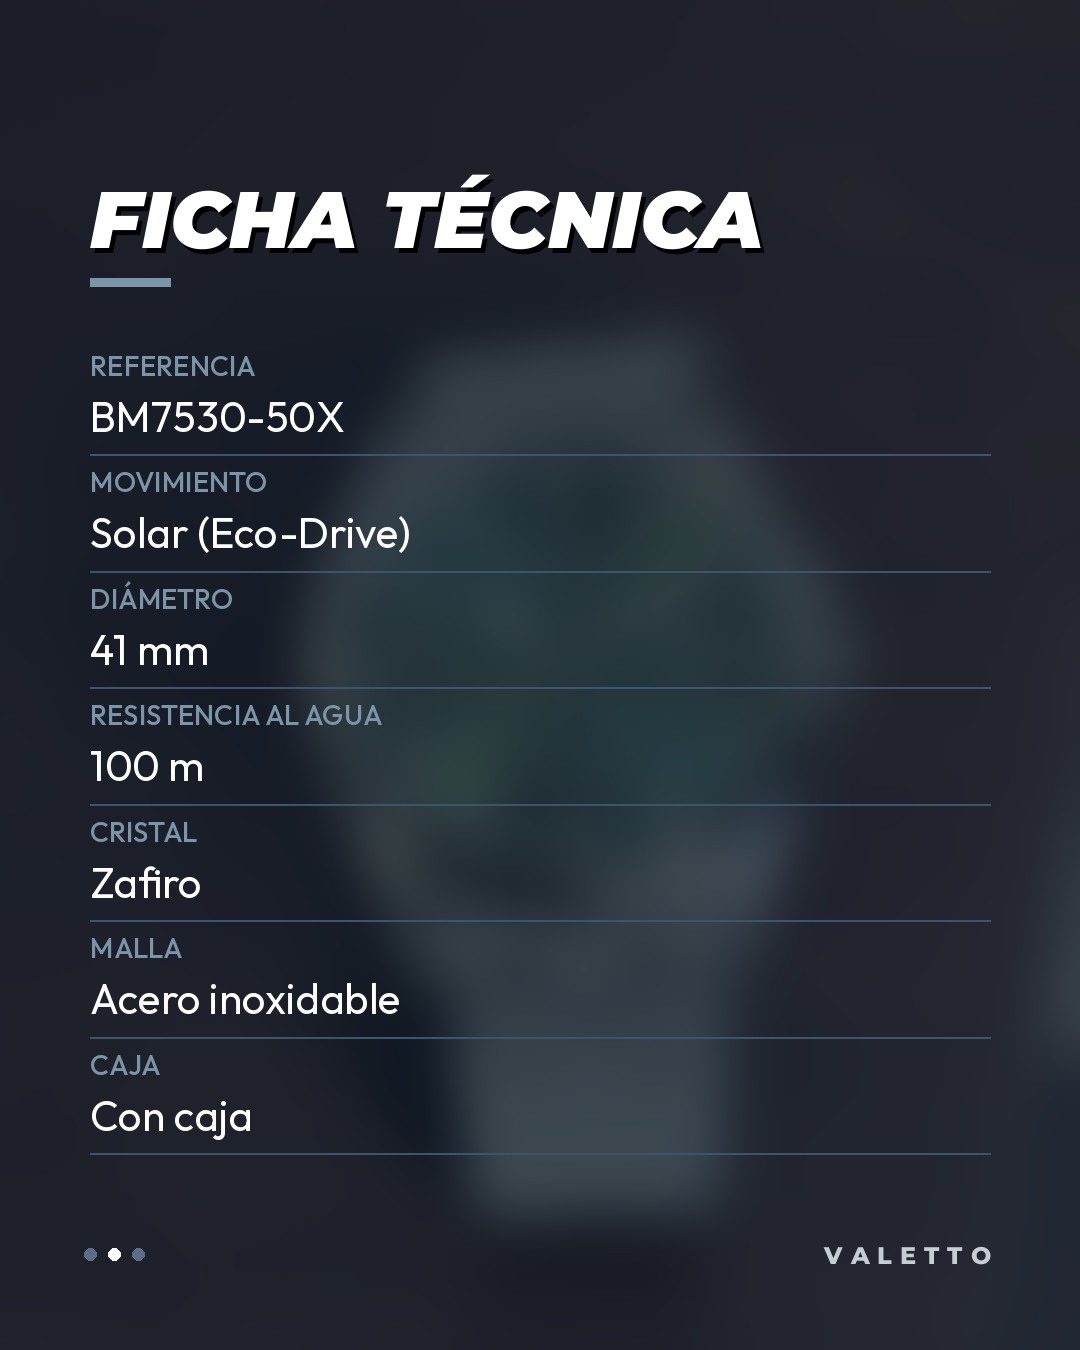 FICHA TÉCNICA
REFERENCIA
BM7530-50X
MOVIMIENTO
Solar (Eco-Drive)
DIÁMETRO
41 mm
RESISTENCIA AL AGUA
100 m
CRISTAL
Zafiro
MALLA
Acero inoxidable
CAJA
Con caja
VALETTO